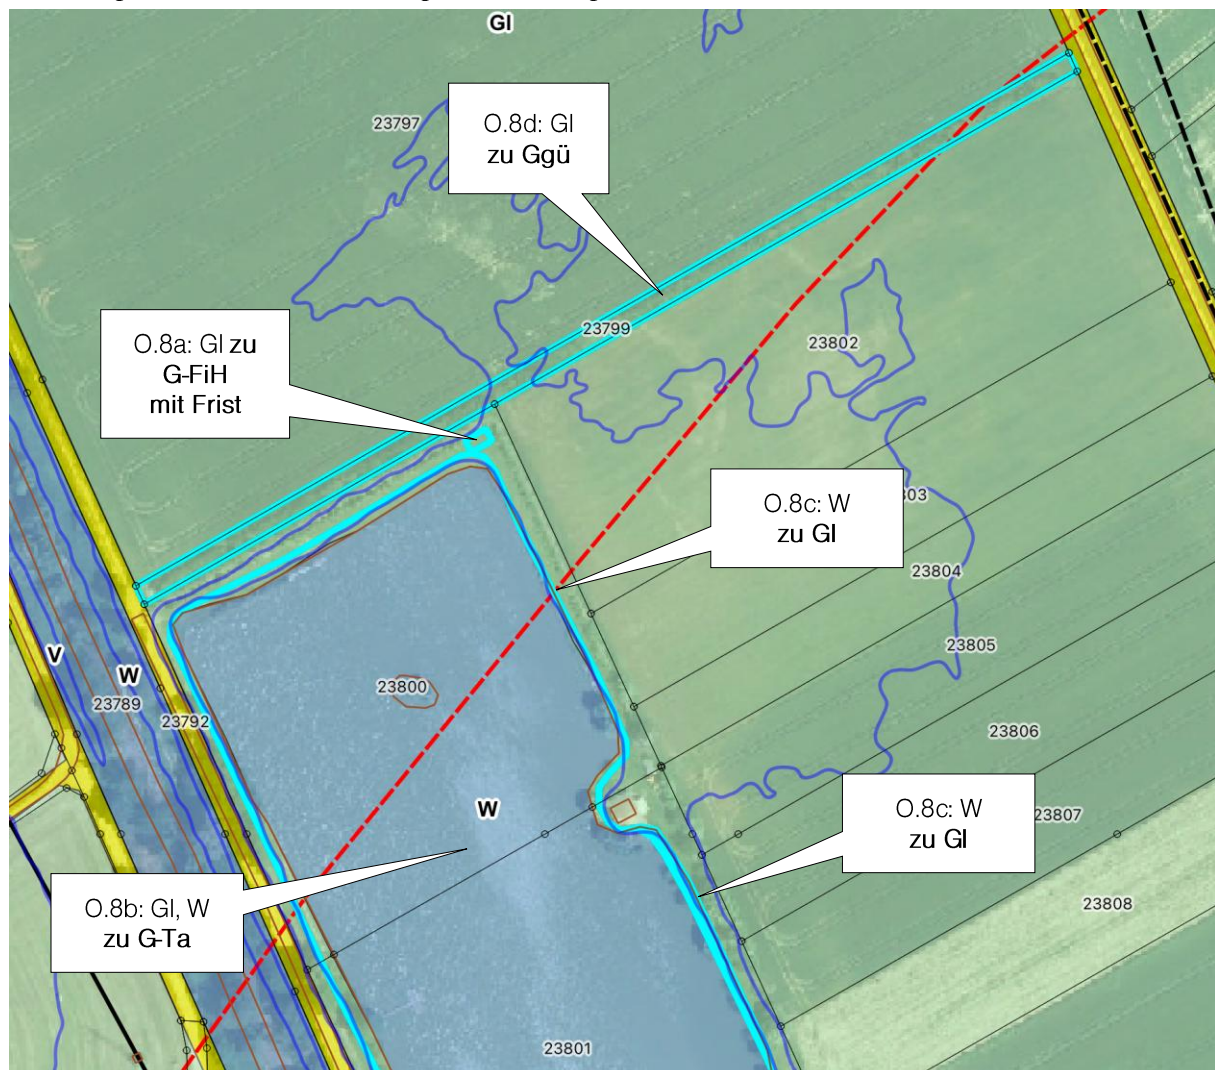 Gl
23797
O.8d: Gl
zu Ggü
23799
23802
O.8a: Gl zu
G-FiH
mit Frist
O.8c: W
zu Gl
03
23804
23805
V
W
23789
23792
23800
23806
W
O.8c: W
zu Gl
23807
O.8b: Gl, W
zu G-Ta
23808
23801